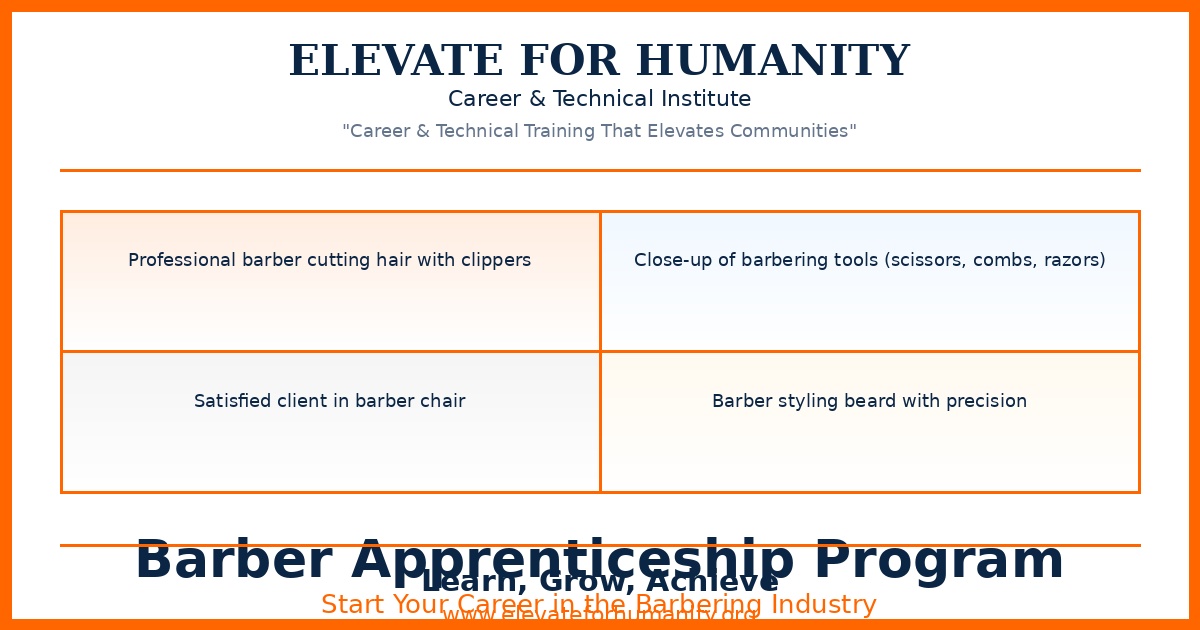 ELEVATE FOR HUMANITY
Career & Technical Institute
"Career & Technical Training That Elevates Communities"
Professional barber cutting hair with clippers
Close-up of barbering tools (scissors, combs, razors)
Satisfied client in barber chair
Barber styling beard with precision
Barber Apprenticeship Program
Learn, Grow, Achieve
Start Your Career in the Barbering Industry
www.elevateforhumanity.org